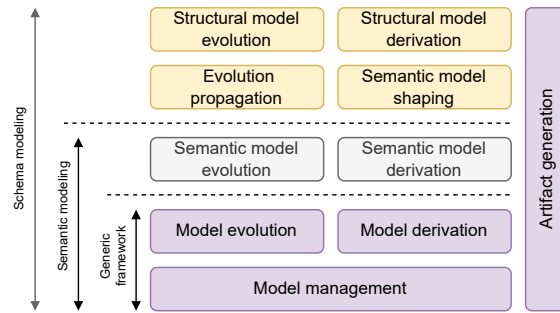 Schema modeling
Semantic modeling
Generic
framework
Structural model
evolution
Structural model
derivation
Evolution
propagation
Semantic model
shaping
Semantic model
evolution
Semantic model
derivation
Model evolution
Model derivation
Model management
Artifact generation